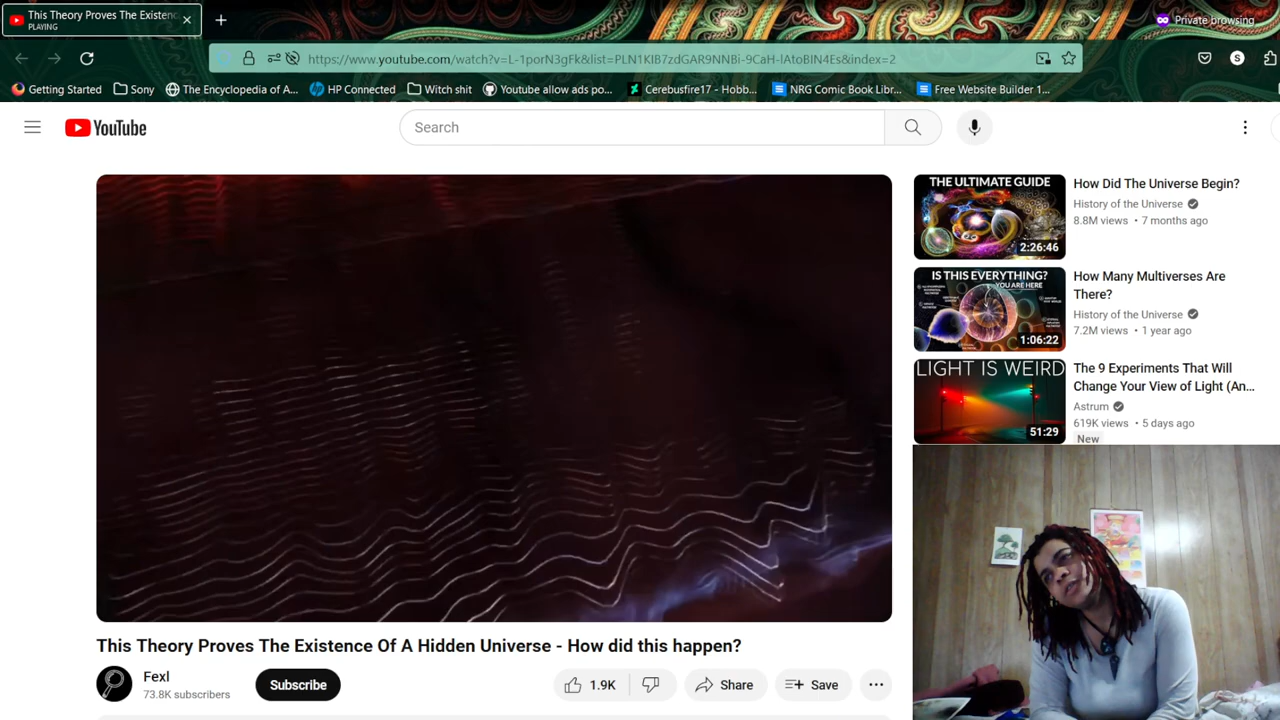 This Theory Proves The Existenc
PLAYING
Private browsing
https://www.youtube.com/watch?v=L-1porN3gFk&list=PLN1KIB7zdGAR9NNBi-9CaH-IAtoBIN4Es&index=2
Getting Started
Sony
The Encyclopedia of A...
HP Connected
Witch shit
Youtube allow ads po...
Cerebusfire17 - Hobb...
NRG Comic Book Libr...
Free Website Builder 1...
YouTube
Search
THE ULTIMATE GUIDE
2:26:46
How Did The Universe Begin?
History of the Universe
8.8M views • 7 months ago
IS THIS EVERYTHING?
YOU ARE HERE
1:06:22
How Many Multiverses Are
There?
History of the Universe
7.2M views • 1 year ago
LIGHT IS WEIRD
51:29
The 9 Experiments That Will
Change Your View of Light (An...
Astrum
619K views • 5 days ago
New
This Theory Proves The Existence Of A Hidden Universe - How did this happen?
Fexl
73.8K subscribers
Subscribe
1.9K
Share
Save